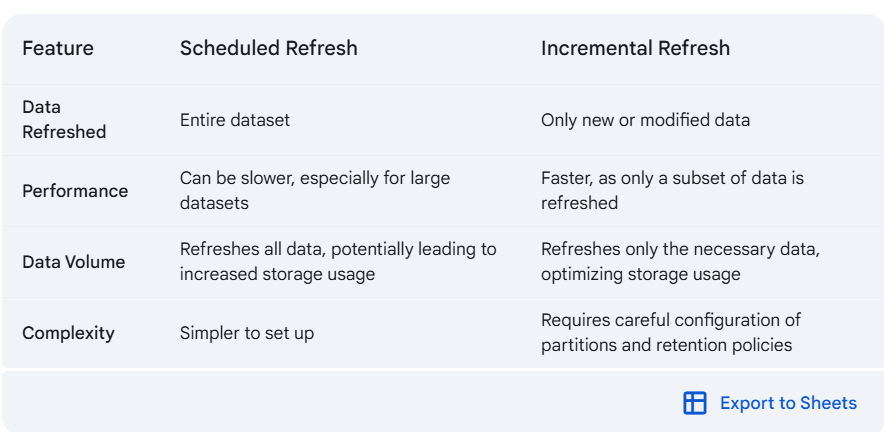 Feature Scheduled Refresh Incremental Refresh
Data
Refreshed
Entire dataset
Only new or modified data
Performance
Can be slower, especially for large
datasets
Faster, as only a subset of data is
refreshed
Data Volume
Refreshes all data, potentially leading to
increased storage usage
Refreshes only the necessary data,
optimizing storage usage
Complexity
Simpler to set up
Requires careful configuration of
partitions and retention policies
Export to Sheets